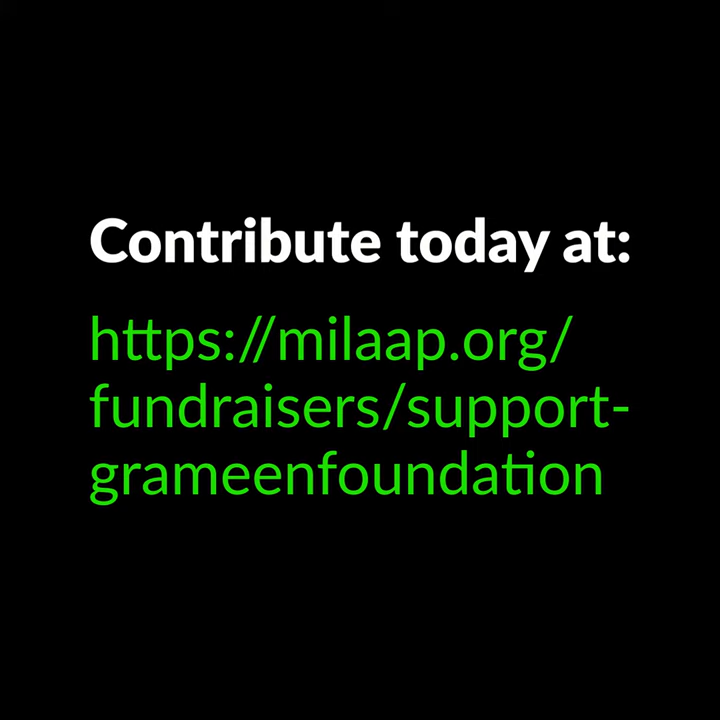 Contribute today at:
https://milaap.org/
fundraisers/support-
grameenfoundation